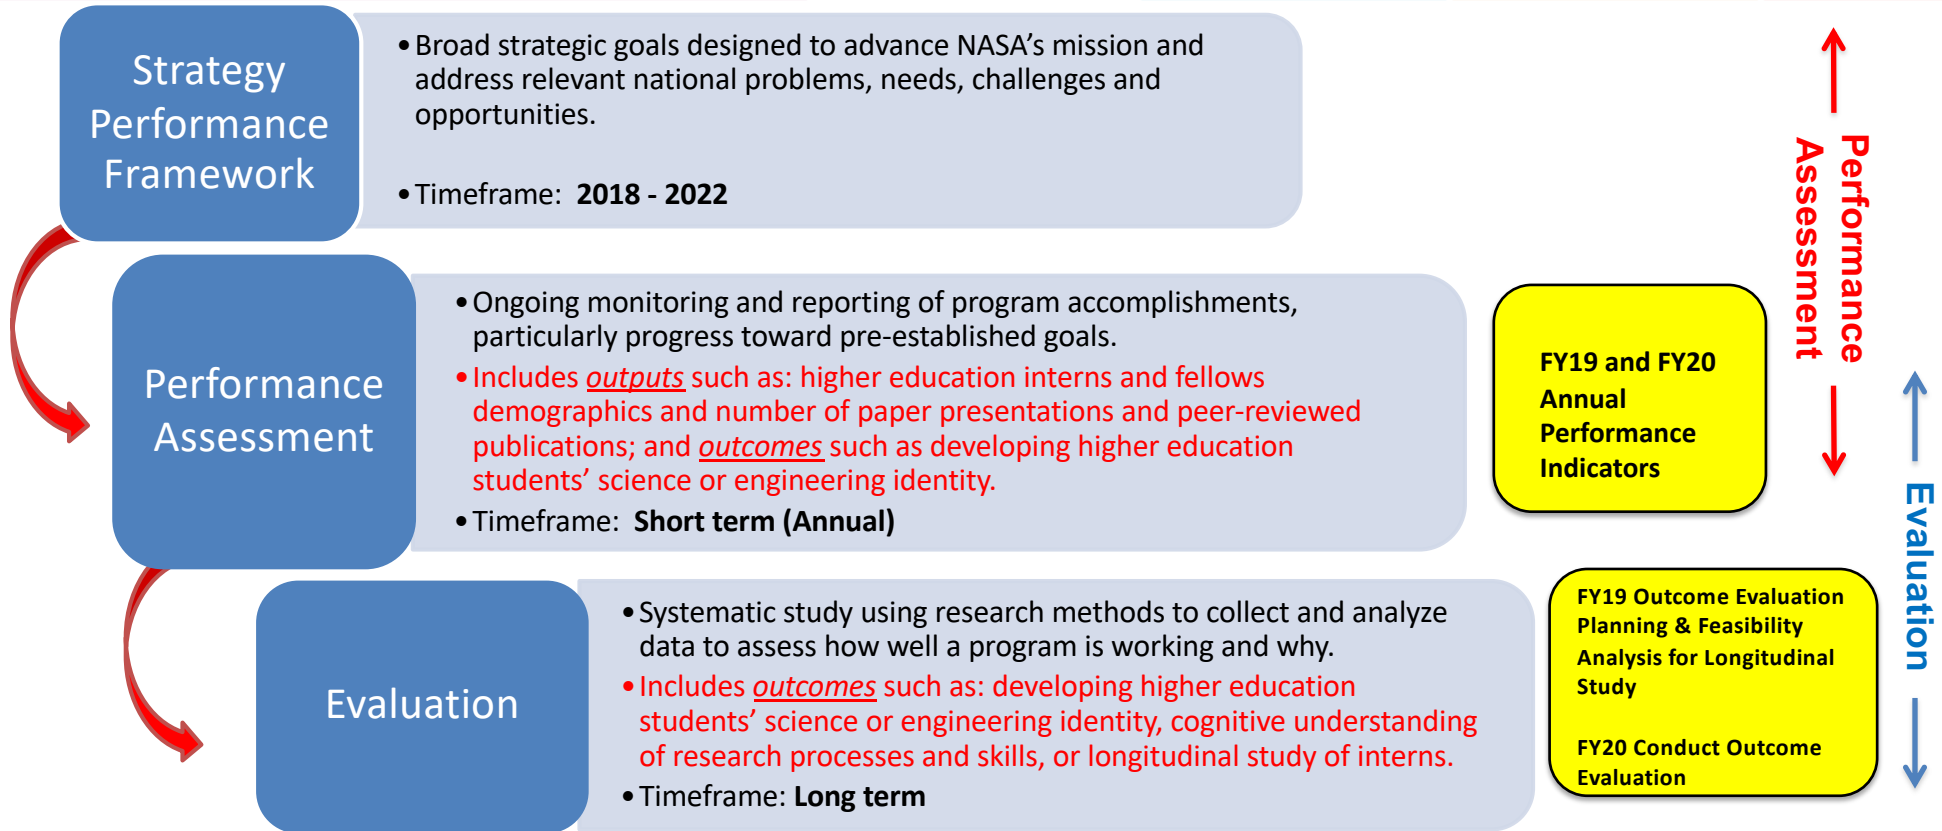 Strategy
Performance
Framework
•Broad strategic goals designed to advance NASA’s mission and
address relevant national problems, needs, challenges and
opportunities.
•Timeframe: 2018 - 2022
Performance
Assessment
•Ongoing monitoring and reporting of program accomplishments,
particularly progress toward pre-established goals.
•Includes outputs such as: higher education interns and fellows
demographics and number of paper presentations and peer-reviewed
publications; and outcomes such as developing higher education
students’ science or engineering identity.
•Timeframe: Short term (Annual)
FY19 and FY20
Annual
Performance
Indicators
Evaluation
•Systematic study using research methods to collect and analyze
data to assess how well a program is working and why.
•Includes outcomes such as: developing higher education
students’ science or engineering identity, cognitive understanding
of research processes and skills, or longitudinal study of interns.
•Timeframe: Long term
FY19 Outcome Evaluation
Planning & Feasibility
Analysis for Longitudinal
Study
FY20 Conduct Outcome
Evaluation
Performance
Assessment
Evaluation